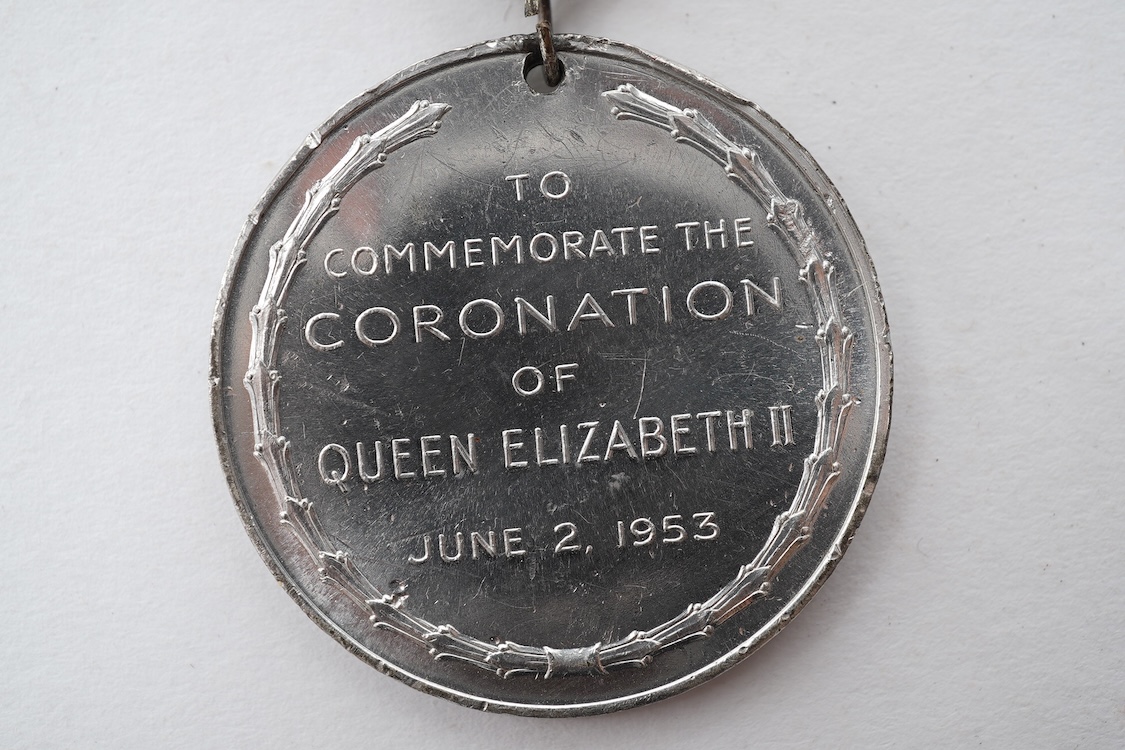 TO
COMMEMORATE THE
CORONATION
OF
QUEEN ELIZABETH II
JUNE 2, 1953